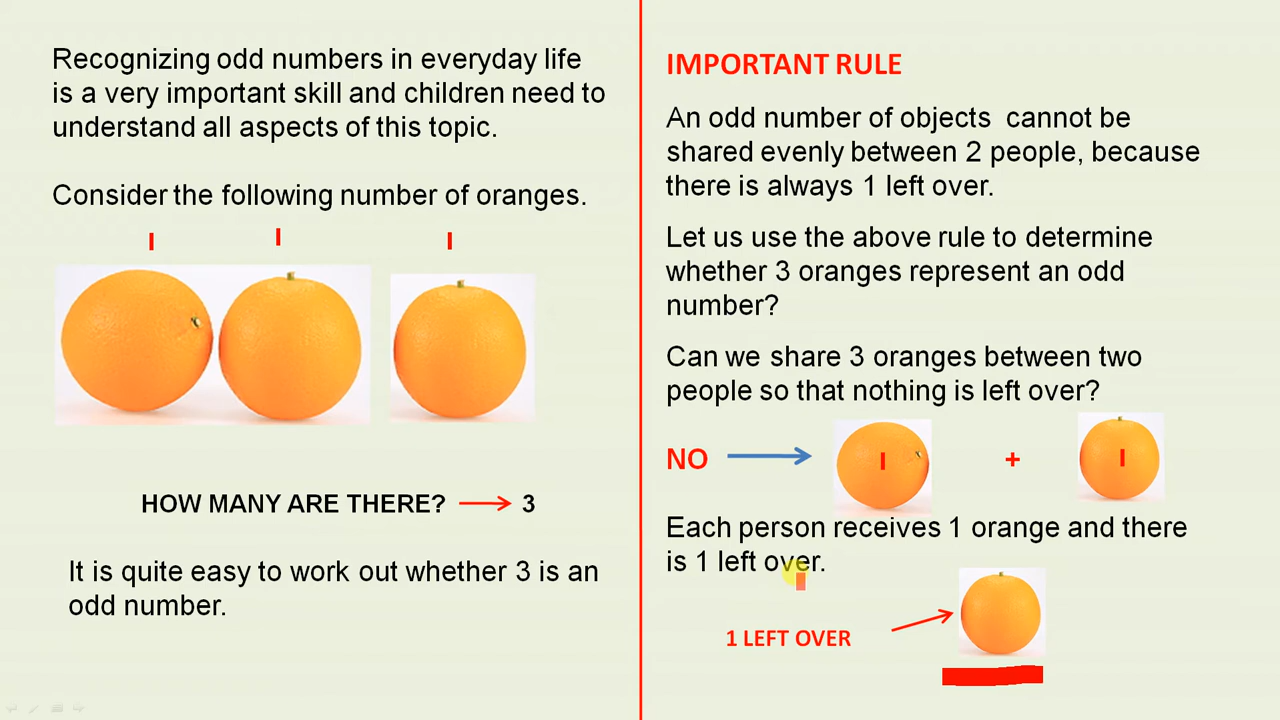 Recognizing odd numbers in everyday life
is a very important skill and children need to
understand all aspects of this topic.
Consider the following number of oranges.
I I I
HOW MANY ARE THERE? → 3
It is quite easy to work out whether 3 is an
odd number.
IMPORTANT RULE
An odd number of objects cannot be
shared evenly between 2 people, because
there is always 1 left over.
Let us use the above rule to determine
whether 3 oranges represent an odd
number?
Can we share 3 oranges between two
people so that nothing is left over?
NO → I + I
Each person receives 1 orange and there
is 1 left over.
1 LEFT OVER